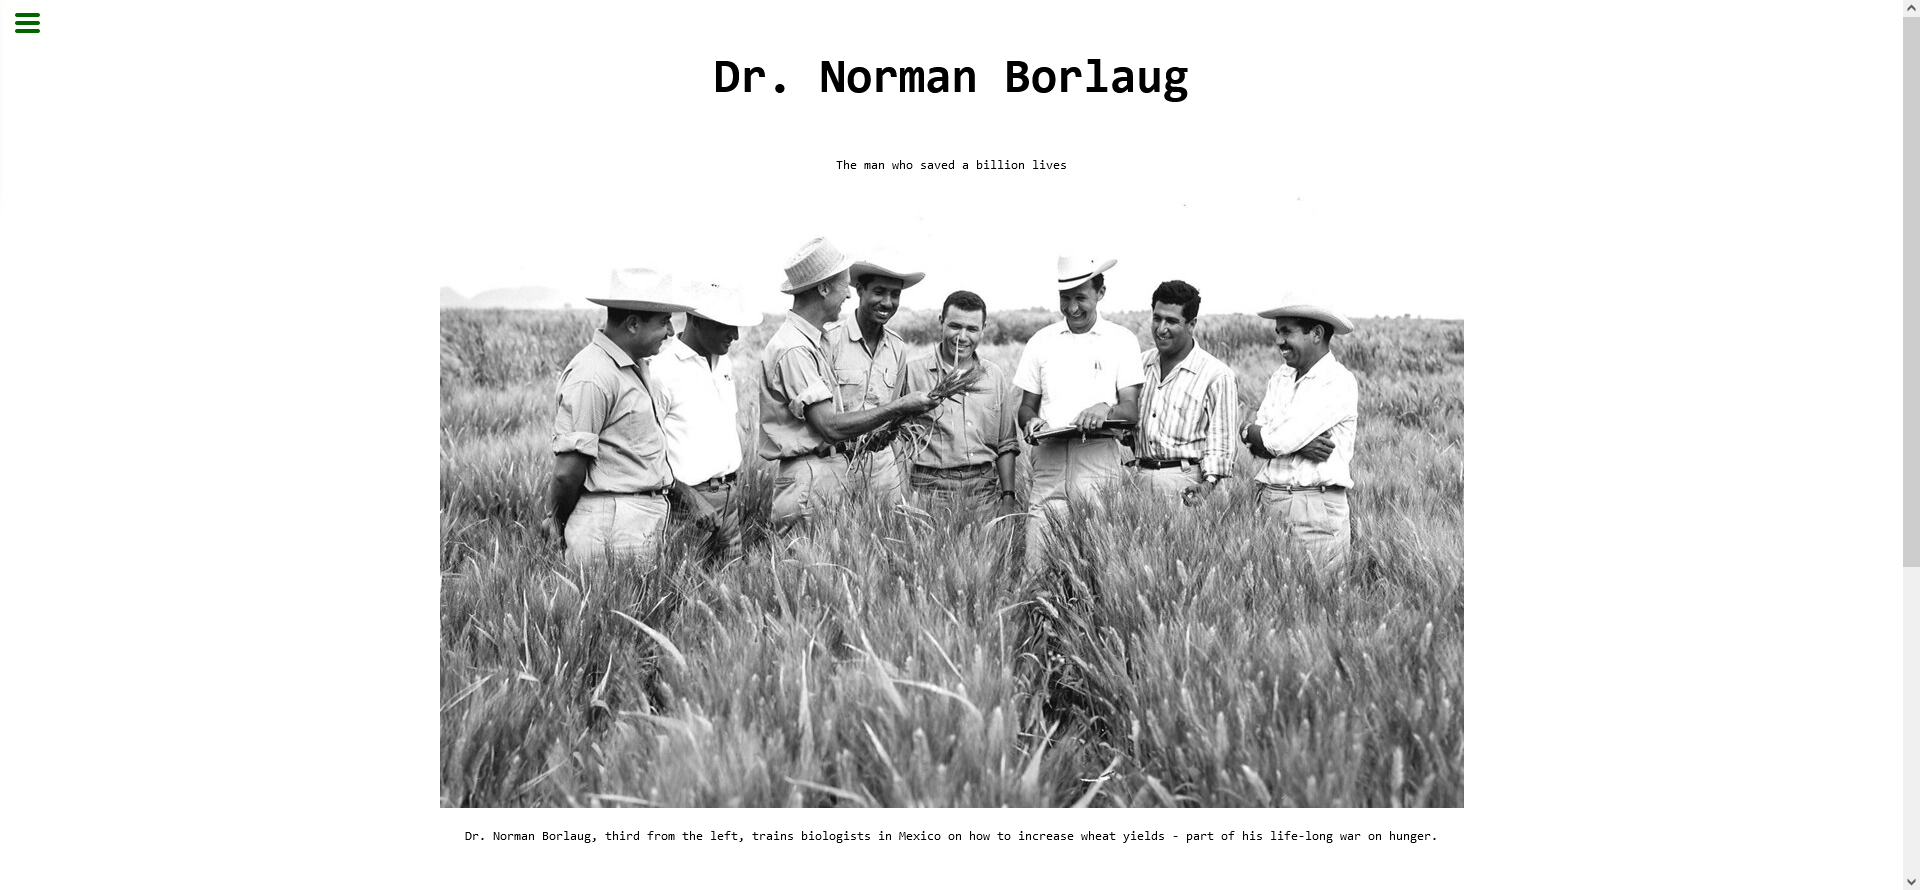 Dr. Norman Borlaug
The man who saved a billion lives
Dr. Norman Borlaug, third from the left, trains biologists in Mexico on how to increase wheat yields - part of his life-long war on hunger.